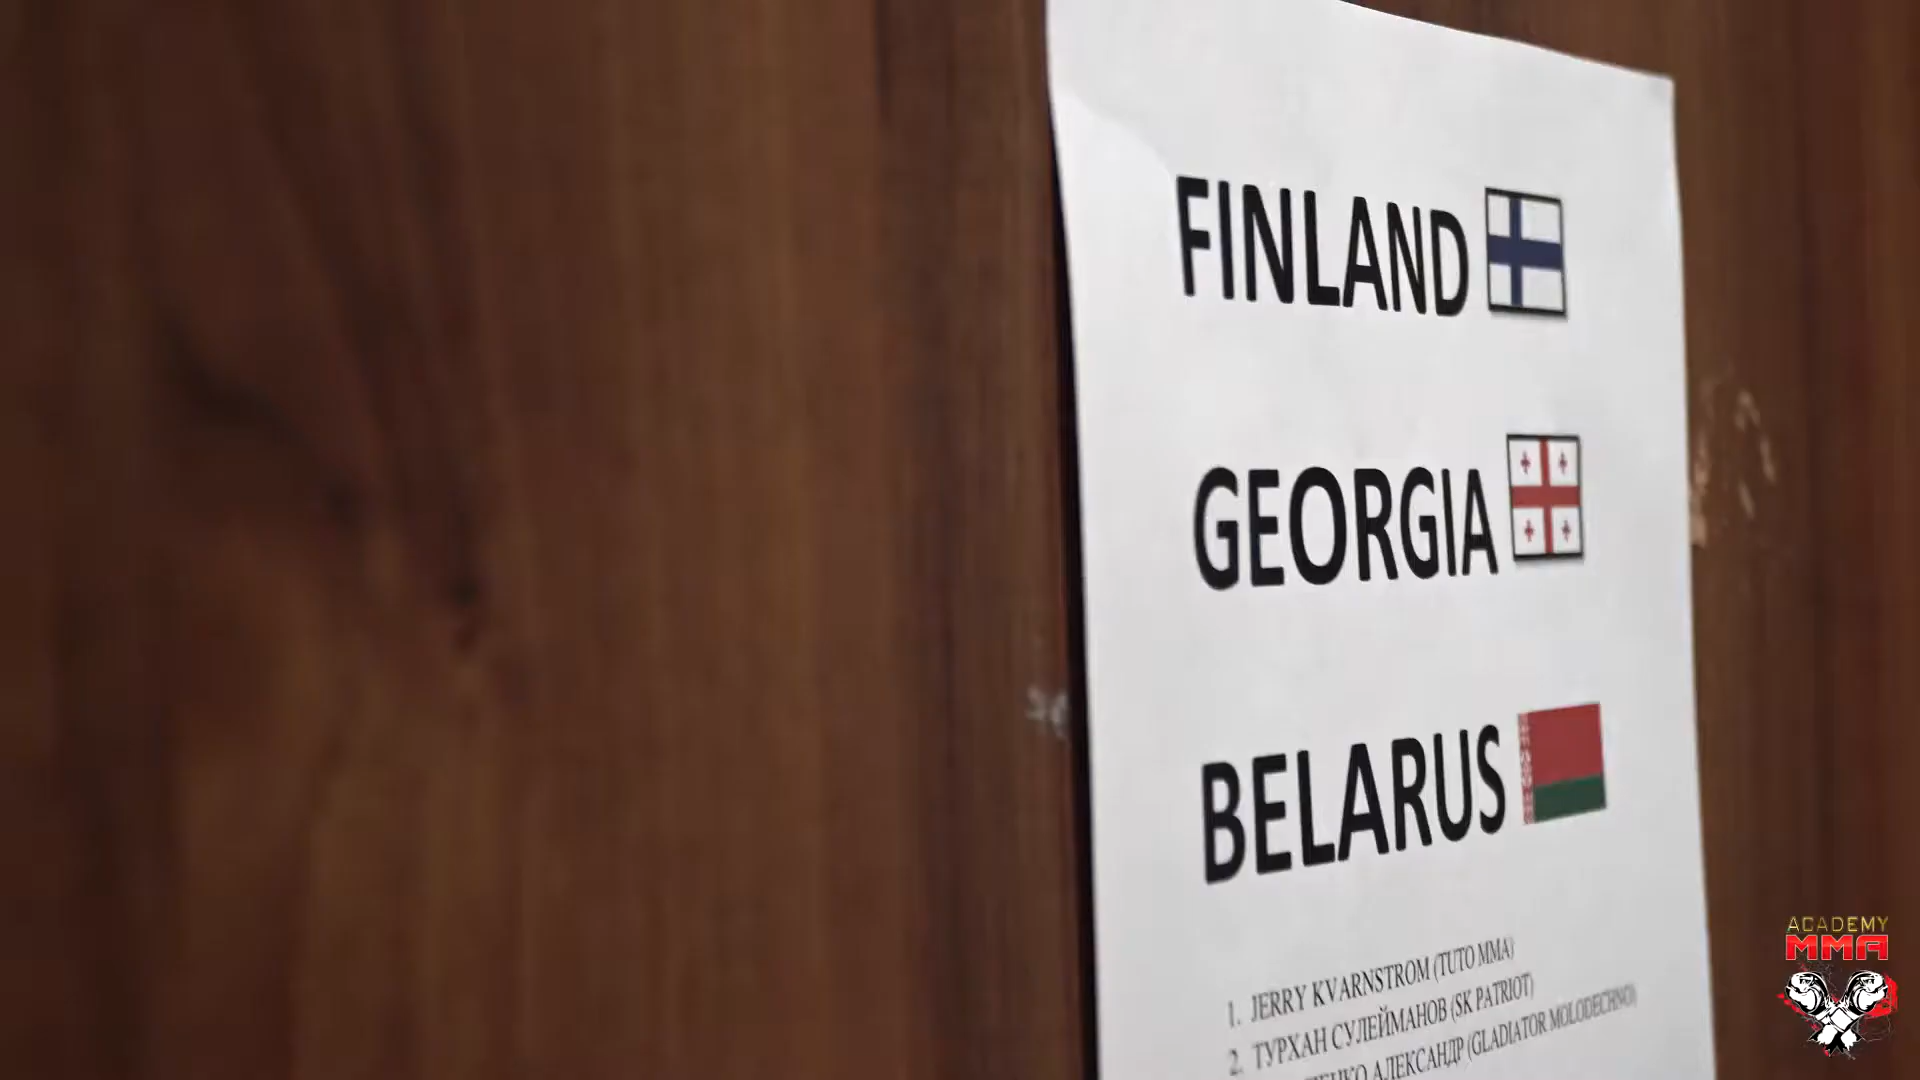 FINLAND
GEORGIA
BELARUS
1. JERRY KVARNSTROM (TUTO MMA)
2. ТУРХАН СУЛЕЙМАНОВ (SK PATRIOT)
АЛЕКСАНДР (GLADIATOR MOLODECHNO)
ACADEMY
MMA